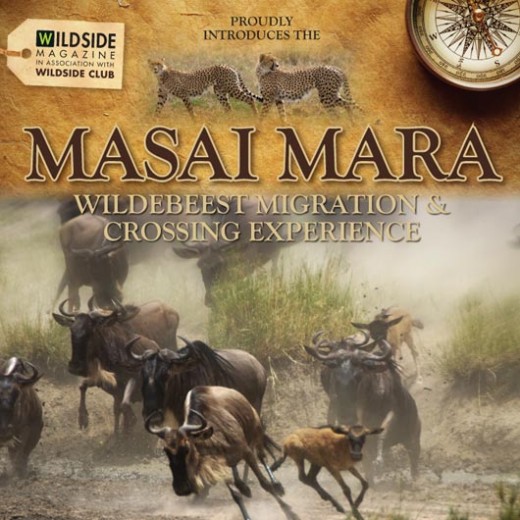 WILDSIDE
MAGAZINE
IN ASSOCIATION WITH
WILDSIDE CLUB
PROUDLY
INTRODUCES THE
MASAI MARA
WILDEBEEST MIGRATION &
CROSSING EXPERIENCE